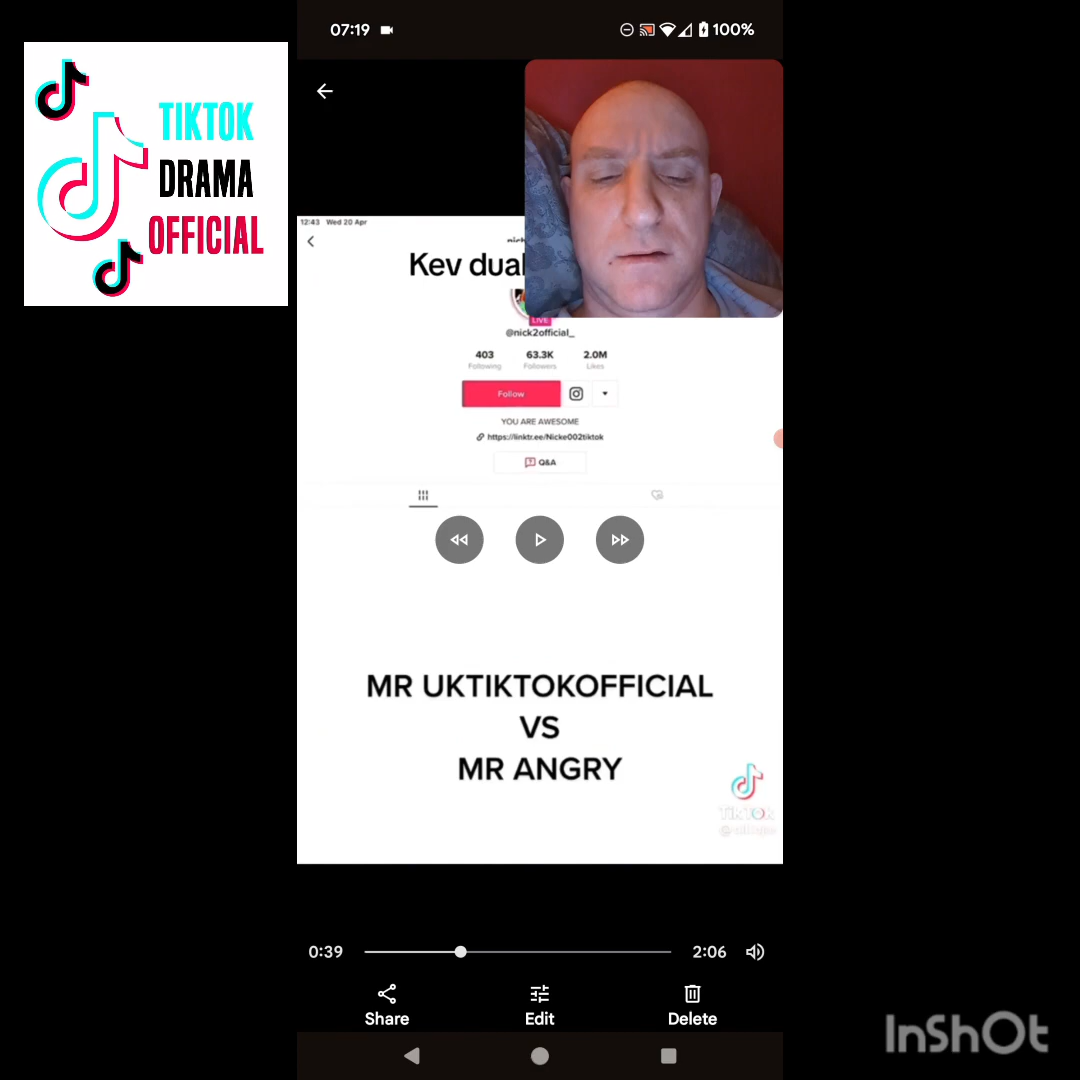 07:19
100%
TIKTOK
DRAMA
OFFICIAL
12:43 Wed 20 Apr
Kev dual
LIVE
@nick2official_
403 63.3K 2.0M
Following Followers Likes
Follow
YOU ARE AWESOME
https://linktr.ee/Nicke002tiktok
Q&A
MR UKTIKTOKOFFICIAL
VS
MR ANGRY
TikTok
0:39
2:06
Share Edit Delete
InShOt